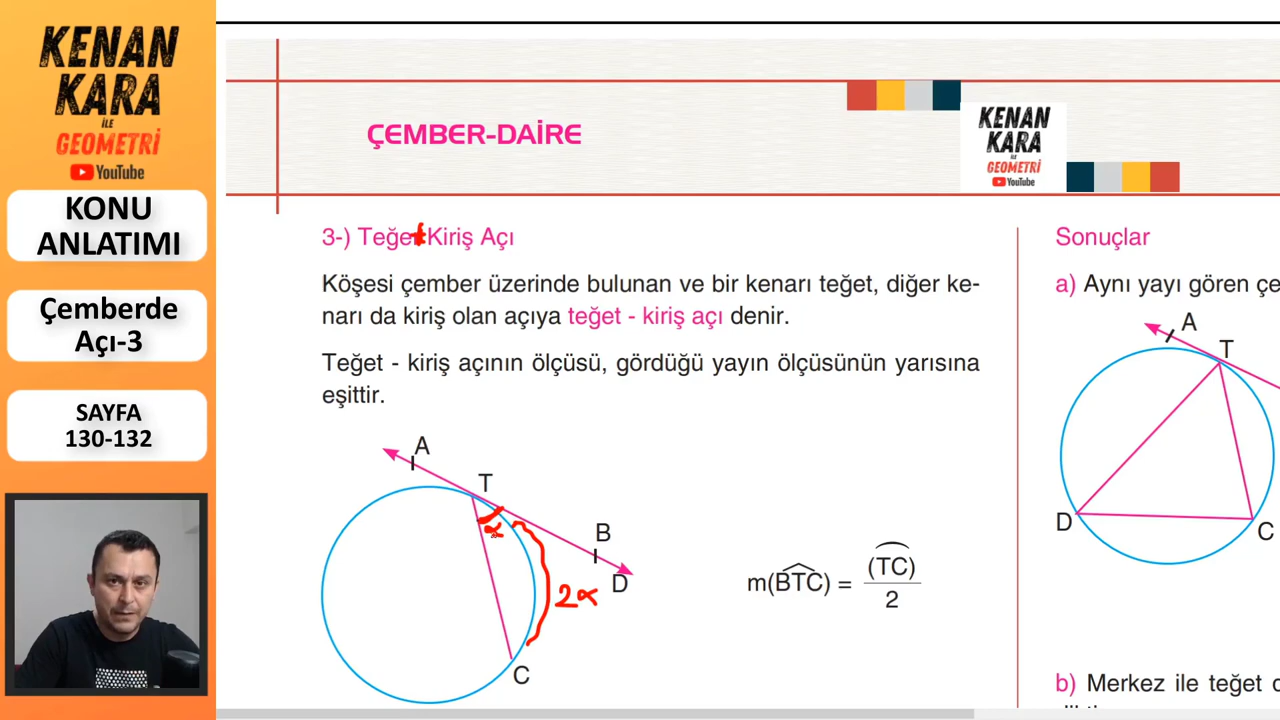 KENAN
KARA
İLE
GEOMETRİ
YouTube
KONU
ANLATIMI
Çemberde
Açı-3
SAYFA
130-132
ÇEMBER-DAİRE
KENAN
KARA
İLE
GEOMETRİ
YouTube
3-) Teğet Kiriş Açı
Köşesi çember üzerinde bulunan ve bir kenarı teğet, diğer ke-
narı da kiriş olan açıya teğet - kiriş açı denir.
Teğet - kiriş açının ölçüsü, gördüğü yayın ölçüsünün yarısına
eşittir.
A
T
B
D
C
α
2α
m(BTC) = (TC)
2
Sonuçlar
a) Aynı yayı gören çe
A
T
D
C
b) Merkez ile teğet